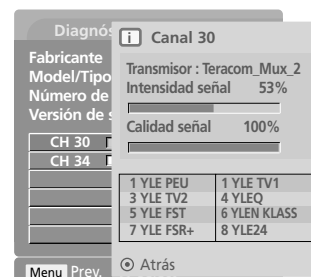 Diagnós
Fabricante
Model/Tipo
Número de
Versión de s
CH 30
CH 34
Menu Prev.
i Canal 30
Transmisor : Teracom_Mux_2
Intensidad señal 53%
Calidad señal 100%
1 YLE PEU 1 YLE TV1
3 YLE TV2 4 YLEQ
5 YLE FST 6 YLEN KLASS
7 YLE FSR+ 8 YLE24
Atrás